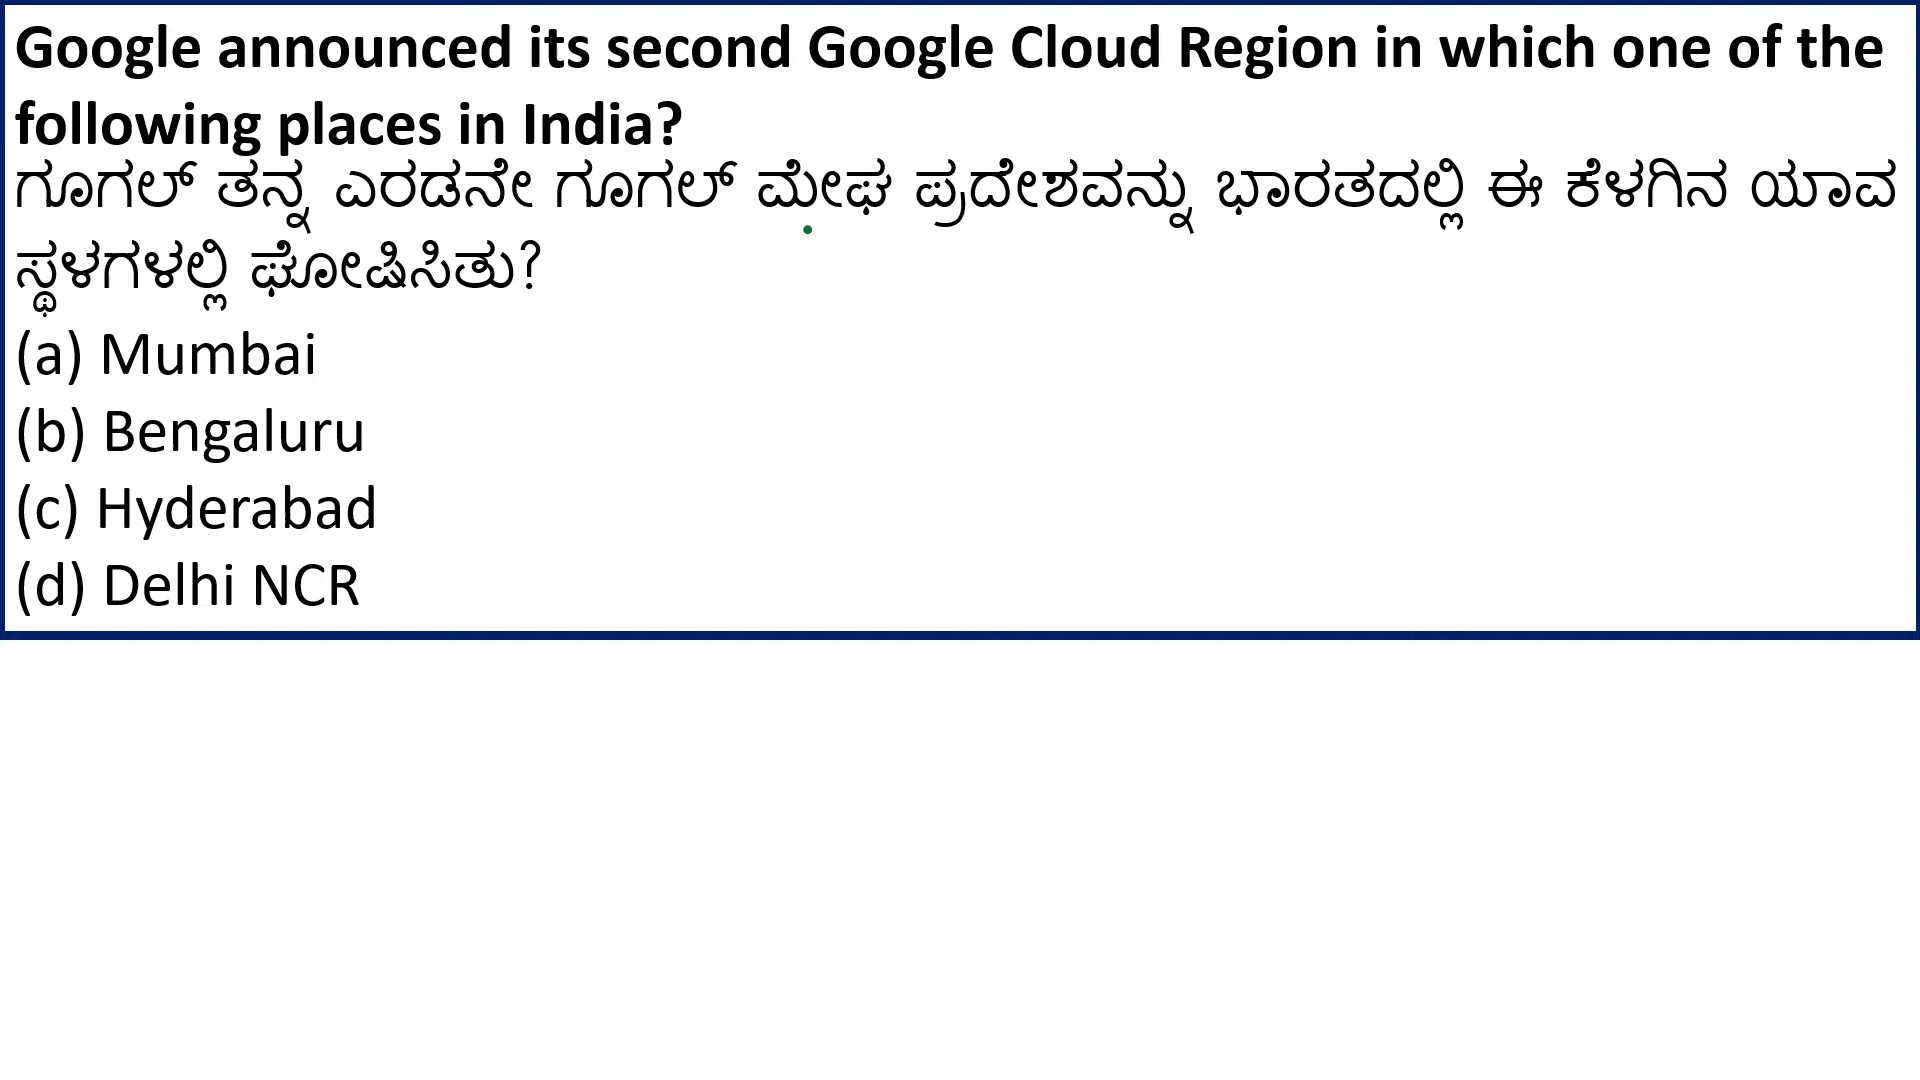 Google announced its second Google Cloud Region in which one of the
following places in India?
ಗೂಗಲ್ ತನ್ನ ಎರಡನೇ ಗೂಗಲ್ ಮೇಘ ಪ್ರದೇಶವನ್ನು ಭಾರತದಲ್ಲಿ ಈ ಕೆಳಗಿನ ಯಾವ
ಸ್ಥಳಗಳಲ್ಲಿ ಘೋಷಿಸಿತು?
(a) Mumbai
(b) Bengaluru
(c) Hyderabad
(d) Delhi NCR